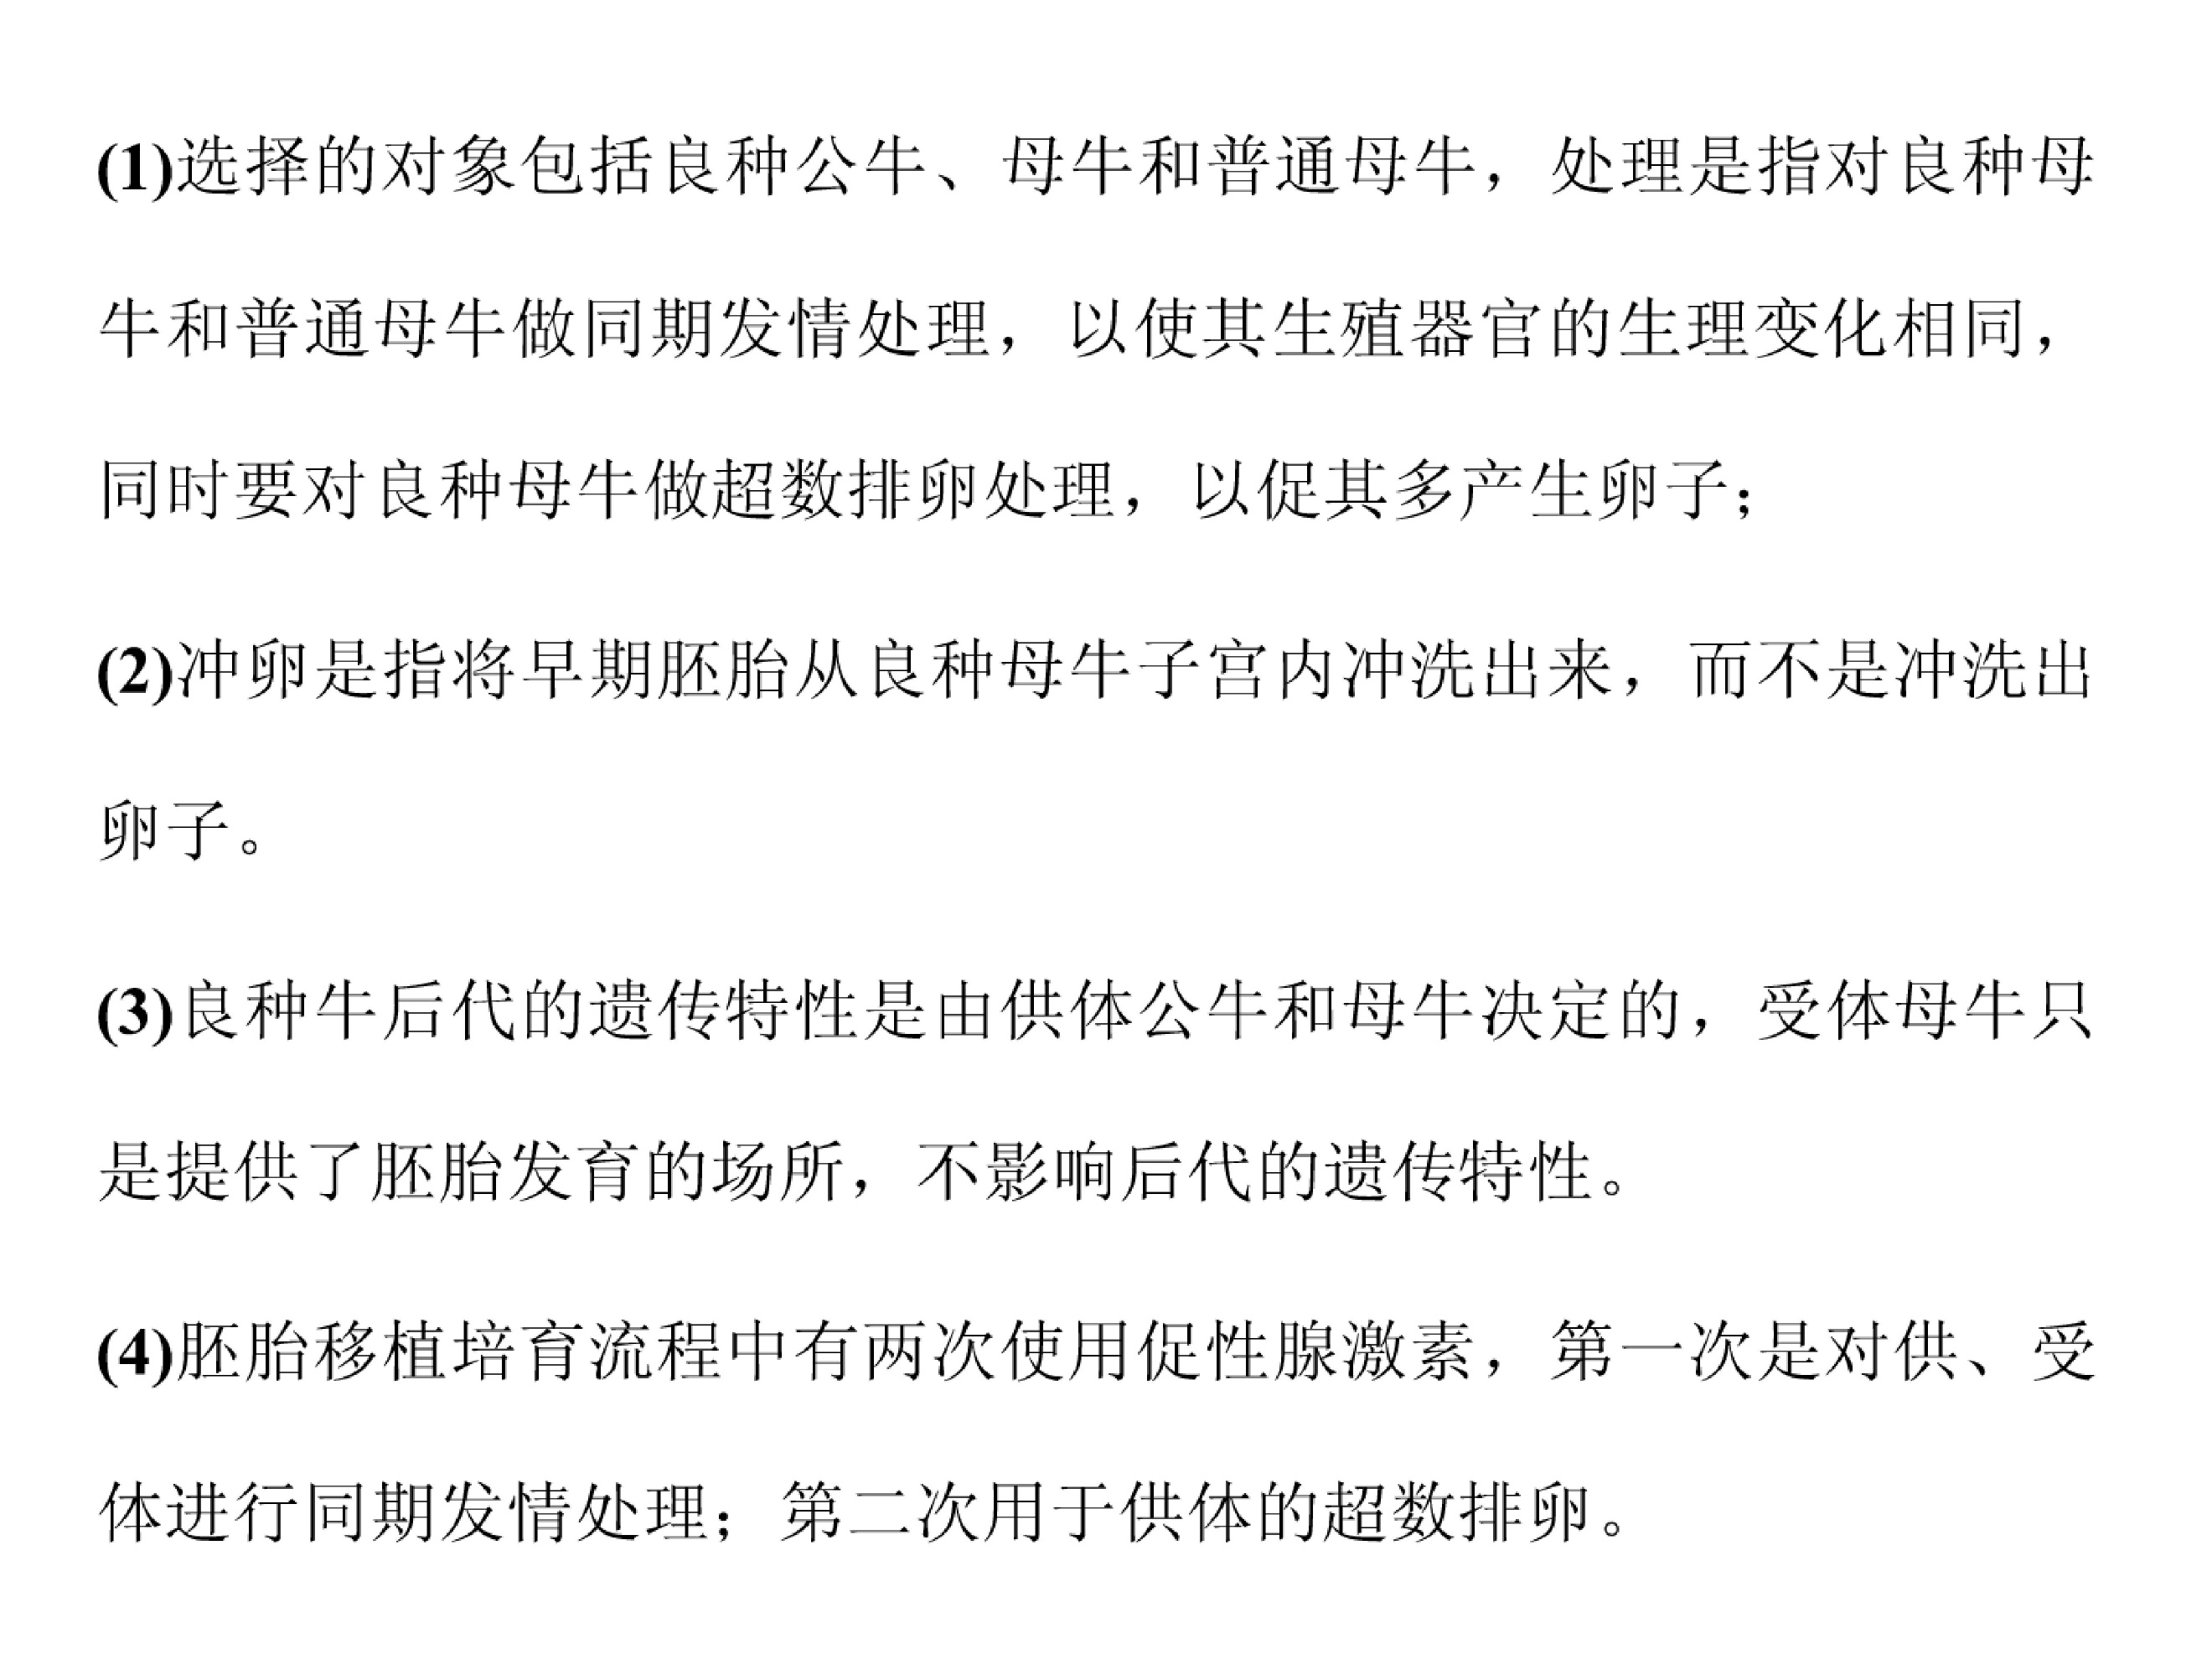 (1)选择的对象包括良种公牛、母牛和普通母牛，处理是指对良种母
牛和普通母牛做同期发情处理，以使其生殖器官的生理变化相同，
同时要对良种母牛做超数排卵处理，以促其多产生卵子；
(2)冲卵是指将早期胚胎从良种母牛子宫内冲洗出来，而不是冲洗出
卵子。
(3)良种牛后代的遗传特性是由供体公牛和母牛决定的，受体母牛只
是提供了胚胎发育的场所，不影响后代的遗传特性。
(4)胚胎移植培育流程中有两次使用促性腺激素，第一次是对供、受
体进行同期发情处理；第二次用于供体的超数排卵。